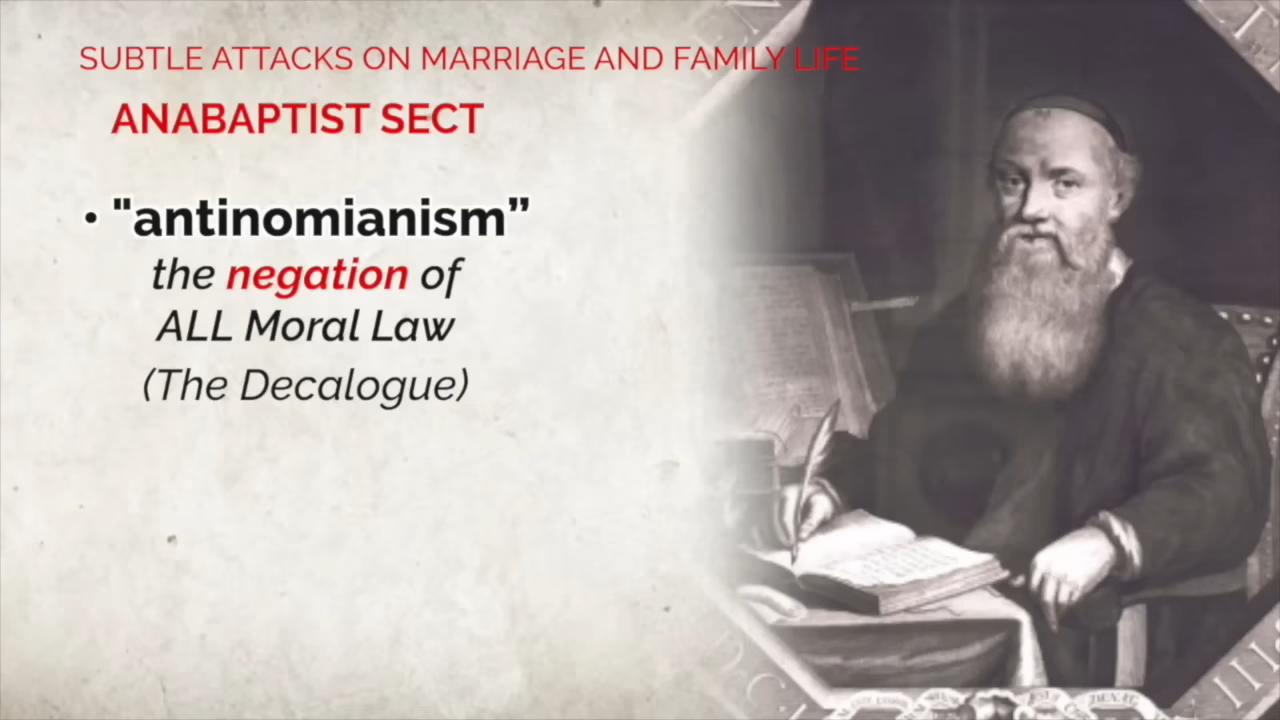 SUBTLE ATTACKS ON MARRIAGE AND FAMILY LIFE
ANABAPTIST SECT
• "antinomianism”
the negation of
ALL Moral Law
(The Decalogue)